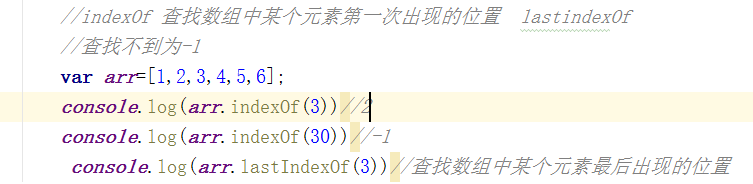 //indexOf 查找数组中某个元素第一次出现的位置 lastindexOf
//查找不到为-1
var arr=[1,2,3,4,5,6];
console.log(arr.indexOf(3))//2
console.log(arr.indexOf(30))//-1
console.log(arr.lastIndexOf(3))//查找数组中某个元素最后出现的位置